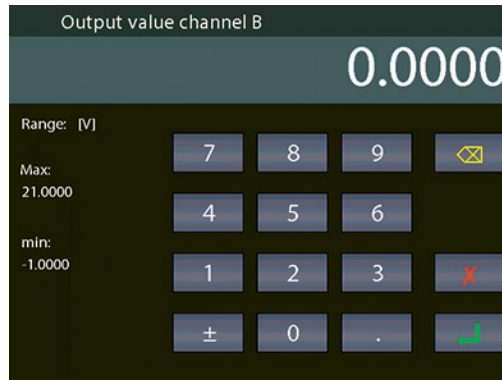 Output value channel B
0.0000
Range: [V]
Max:
21.0000
min:
-1.0000
7 8 9
4 5 6
1 2 3 X
± 0 .